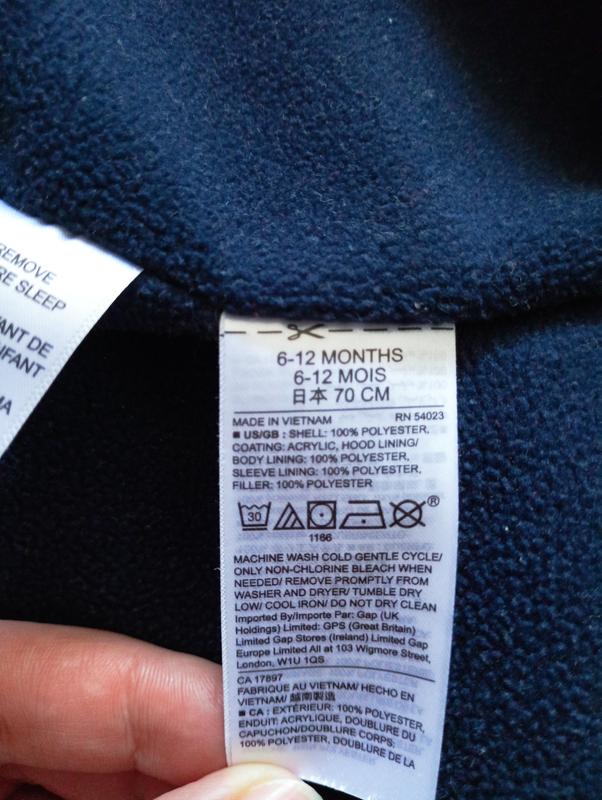 REMOVE
RE SLEEP
ANT DE
UIFANT
MA
6-12 MONTHS
6-12 MOIS
日本 70 CM
MADE IN VIETNAM RN 54023
■ US/GB : SHELL: 100% POLYESTER,
COATING: ACRYLIC, HOOD LINING/
BODY LINING: 100% POLYESTER,
SLEEVE LINING: 100% POLYESTER,
FILLER: 100% POLYESTER
30 ®
1166
MACHINE WASH COLD GENTLE CYCLE/
ONLY NON-CHLORINE BLEACH WHEN
NEEDED/ REMOVE PROMPTLY FROM
WASHER AND DRYER/ TUMBLE DRY
LOW/ COOL IRON/ DO NOT DRY CLEAN
Imported By/Importe Par: Gap (UK
Holdings) Limited: GPS (Great Britain)
Limited Gap Stores (Ireland) Limited Gap
Europe Limited All at 103 Wigmore Street,
London, W1U 1QS
CA 17897
FABRIQUE AU VIETNAM/ HECHO EN
VIETNAM/ 越南製造
■ CA : EXTÉRIEUR: 100% POLYESTER,
ENDUIT: ACRYLIQUE, DOUBLURE DU
CAPUCHON/DOUBLURE CORPS:
100% POLYESTER, DOUBLURE DE LA